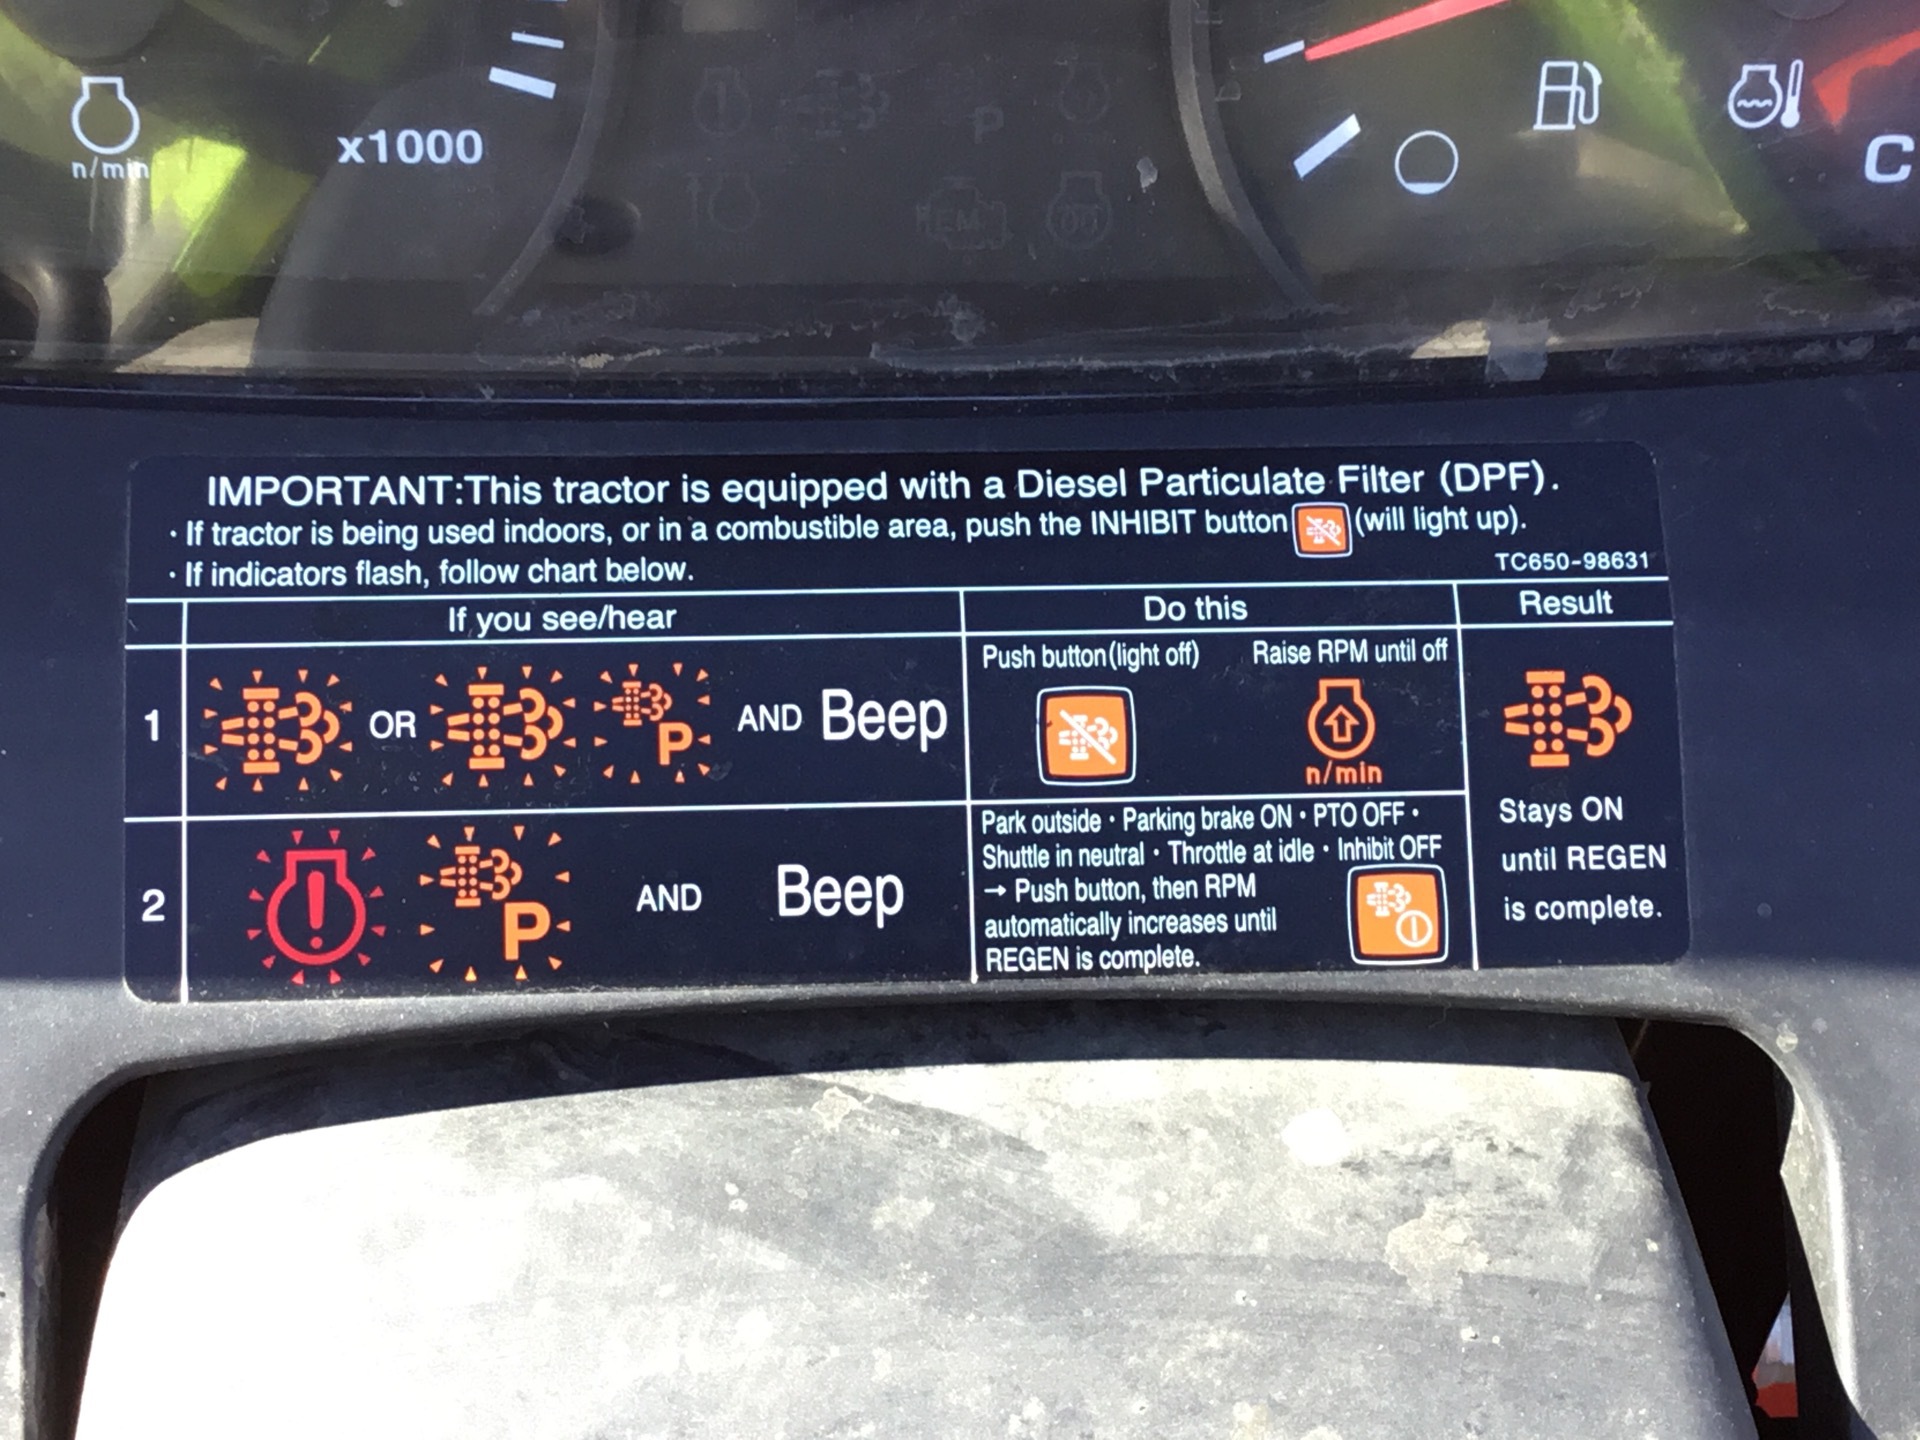 n/min
x1000
P
C
IMPORTANT:This tractor is equipped with a Diesel Particulate Filter (DPF).
· If tractor is being used indoors, or in a combustible area, push the INHIBIT button (will light up).
· If indicators flash, follow chart below.
TC650-98631
If you see/hear
Do this
Result
1
OR
P
AND Beep
Push button(light off)
Raise RPM until off
n/min
2
P
AND Beep
Park outside · Parking brake ON · PTO OFF ·
Shuttle in neutral · Throttle at idle · Inhibit OFF
→ Push button, then RPM
automatically increases until
REGEN is complete.
Stays ON
until REGEN
is complete.